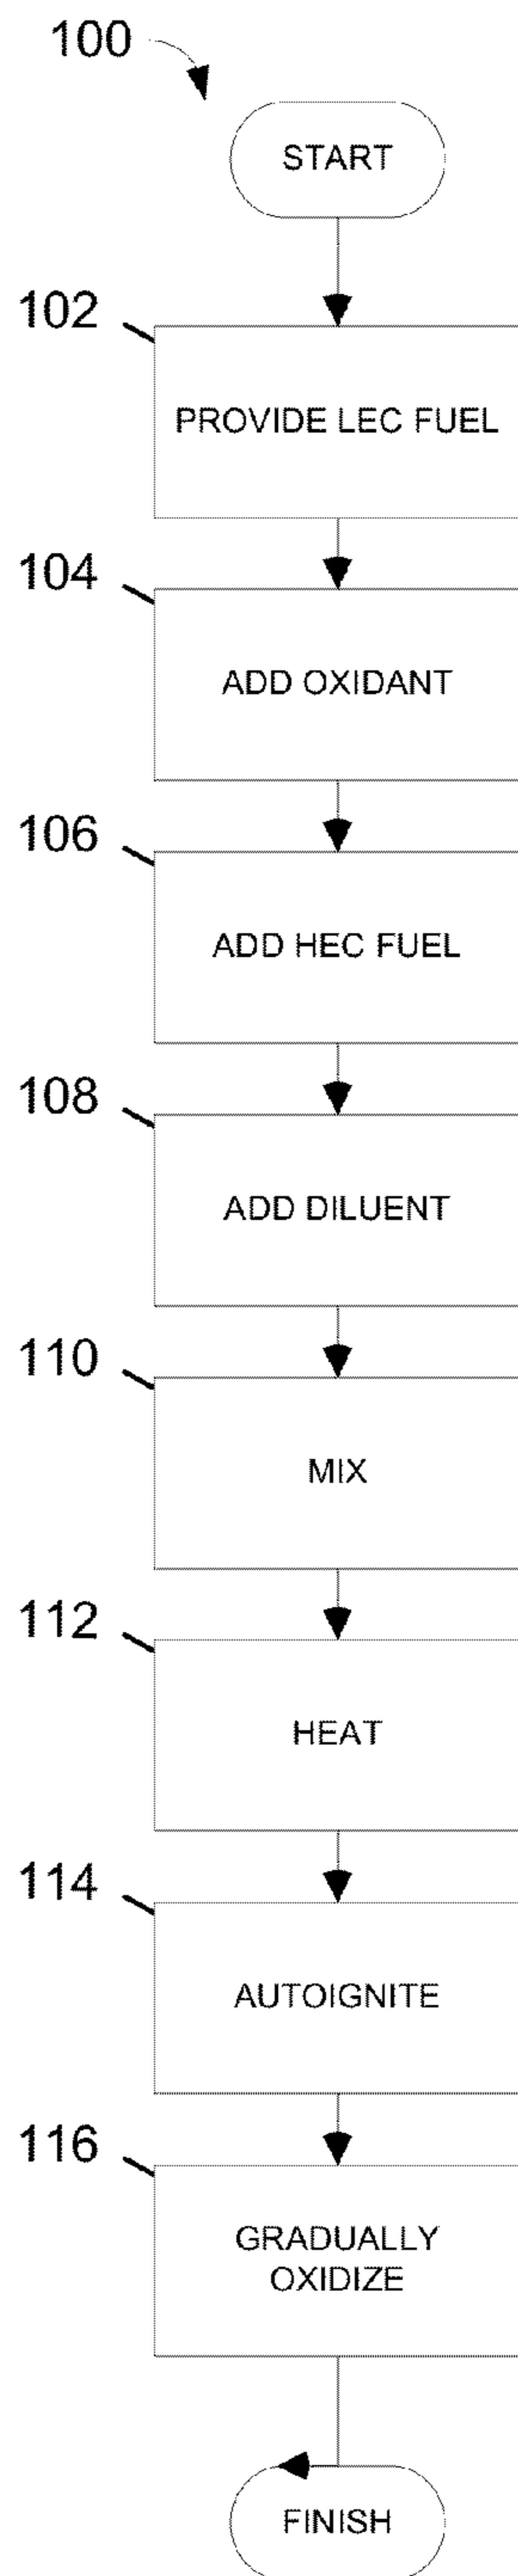 100
START
102
PROVIDE LEC FUEL
104
ADD OXIDANT
106
ADD HEC FUEL
108
ADD DILUENT
110
MIX
112
HEAT
114
AUTOIGNITE
116
GRADUALLY
OXIDIZE
FINISH